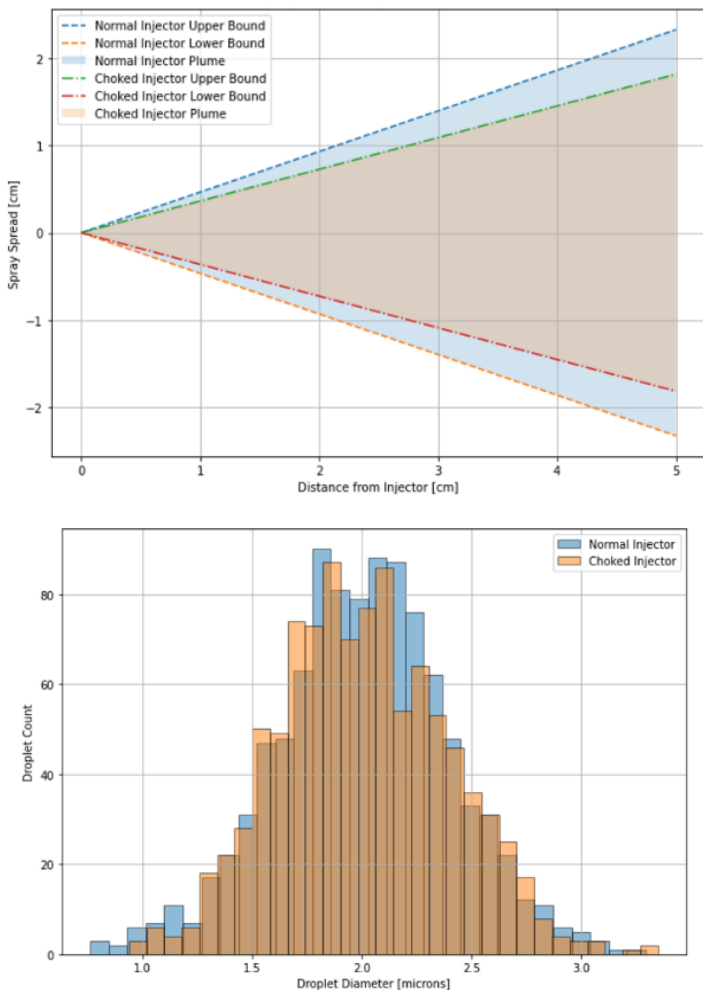 2
1
0
−1
−2
Spray Spread [cm]
Normal Injector Upper Bound
Normal Injector Lower Bound
Normal Injector Plume
Choked Injector Upper Bound
Choked Injector Lower Bound
Choked Injector Plume
0 1 2 3 4 5
Distance from Injector [cm]
80
60
40
20
0
Droplet Count
Normal Injector
Choked Injector
1.0 1.5 2.0 2.5 3.0
Droplet Diameter [microns]